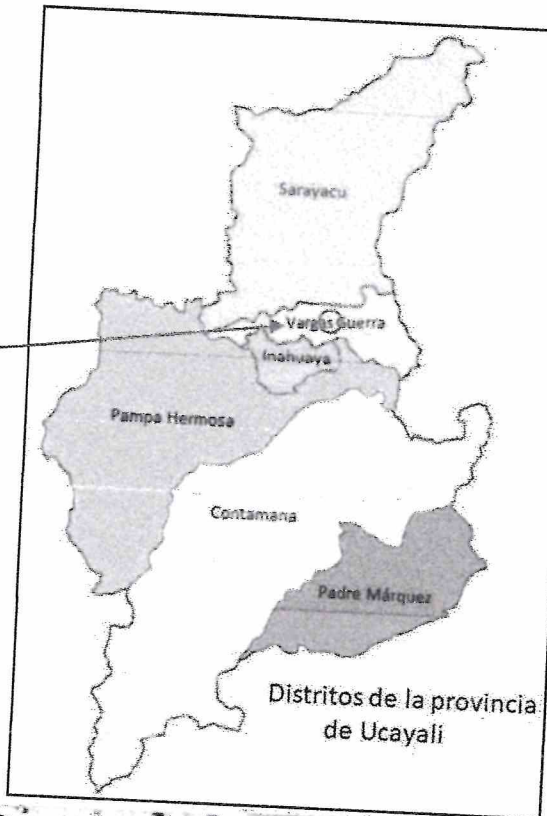 Sarayacu
Vargas Guerra
Inahuaya
Pampa Hermosa
Contamana
Padre Márquez
Distritos de la provincia
de Ucayali